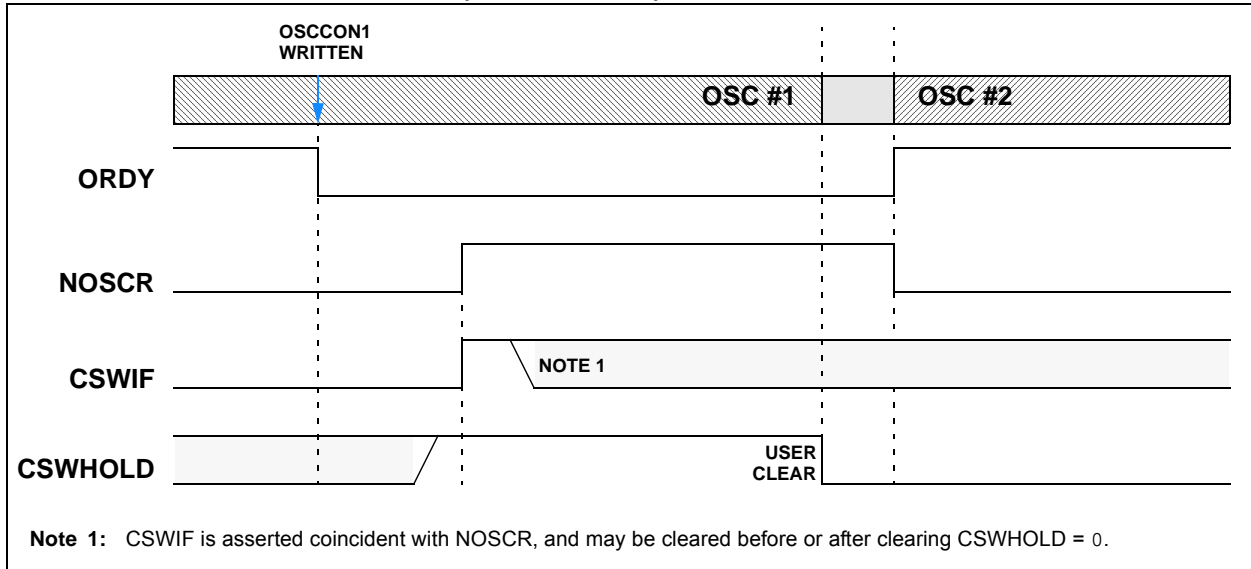 OSCCON1
WRITTEN
OSC #1
OSC #2
ORDY
NOSCR
CSWIF
NOTE 1
CSWHOLD
USER
CLEAR
Note 1: CSWIF is asserted coincident with NOSCR, and may be cleared before or after clearing CSWHOLD = 0.